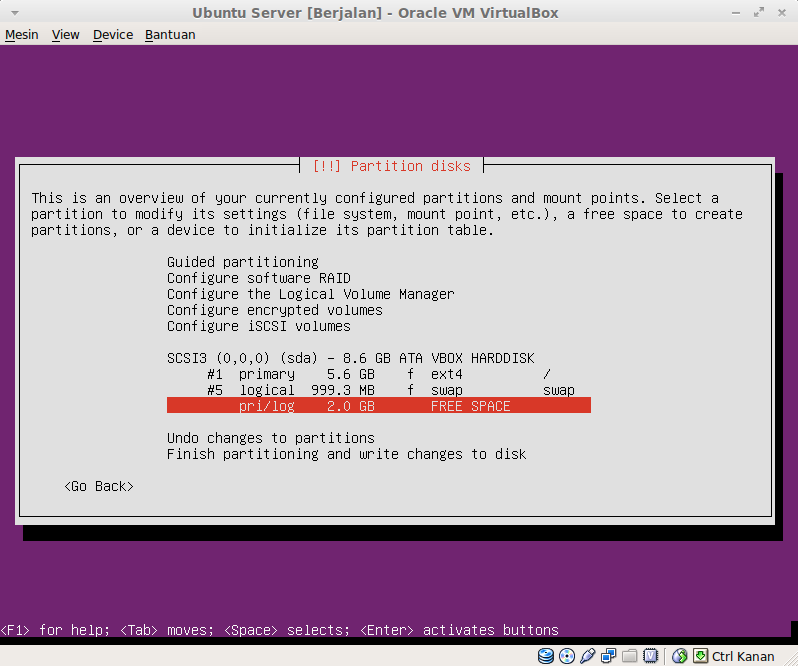 Ubuntu Server [Berjalan] - Oracle VM VirtualBox
Mesin View Device Bantuan
[!!] Partition disks
This is an overview of your currently configured partitions and mount points. Select a
partition to modify its settings (file system, mount point, etc.), a free space to create
partitions, or a device to initialize its partition table.
Guided partitioning
Configure software RAID
Configure the Logical Volume Manager
Configure encrypted volumes
Configure iSCSI volumes
SCSI3 (0,0,0) (sda) - 8.6 GB ATA VBOX HARDDISK
#1 primary 5.6 GB f ext4 /
#5 logical 999.3 MB f swap swap
pri/log 2.0 GB FREE SPACE
Undo changes to partitions
Finish partitioning and write changes to disk
<Go Back>
<F1> for help; <Tab> moves; <Space> selects; <Enter> activates buttons
Ctrl Kanan